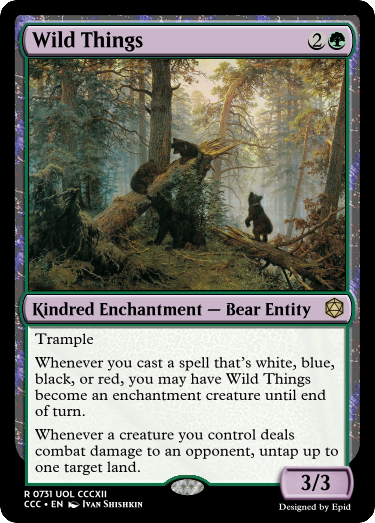 Wild Things 2
Kindred Enchantment — Bear Entity
Trample
Whenever you cast a spell that's white, blue,
black, or red, you may have Wild Things
become an enchantment creature until end
of turn.
Whenever a creature you control deals
combat damage to an opponent, untap up to
one target land.
3/3
R 0731 UOL CCCXII
CCC • EN Ivan Shishkin
Designed by Epid